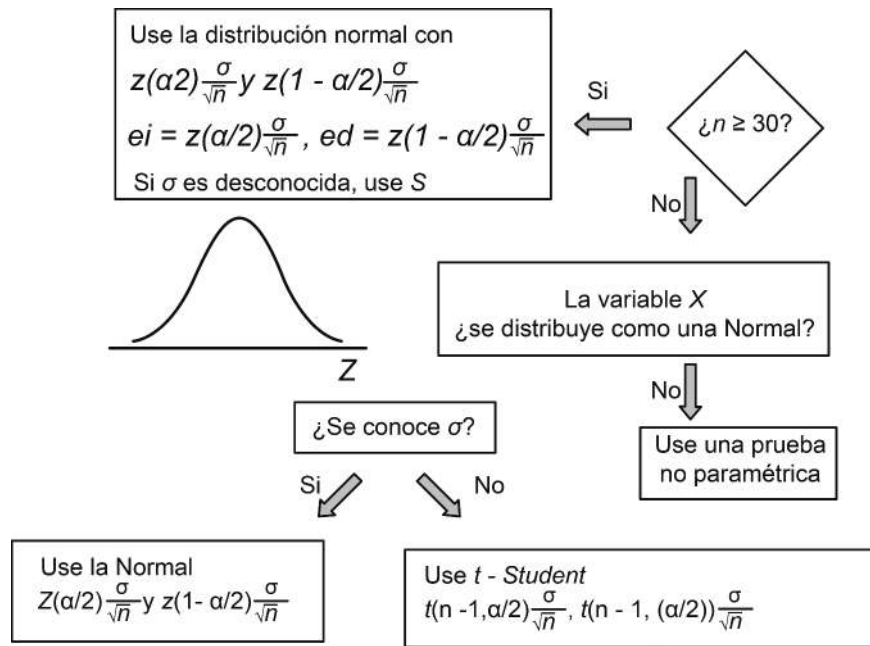 Use la distribución normal con
z(α2) σ/√n y z(1 - α/2) σ/√n
ei = z(α/2) σ/√n , ed = z(1 - α/2) σ/√n
Si σ es desconocida, use S
Si
¿n ≥ 30?
No
La variable X
¿se distribuye como una Normal?
Z
No
¿Se conoce σ?
Use una prueba
no paramétrica
Si
No
Use la Normal
Z(α/2) σ/√n y z(1- α/2) σ/√n
Use t - Student
t(n -1,α/2) σ/√n, t(n - 1, (α/2)) σ/√n